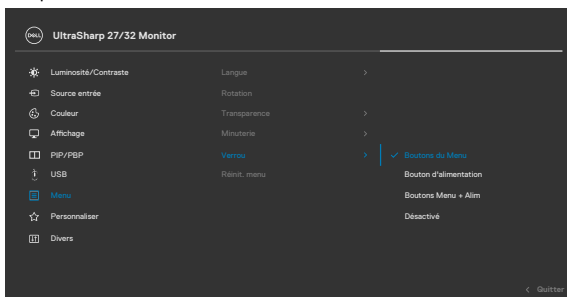 DELL UltraSharp 27/32 Monitor
Luminosité/Contraste Langue >
Source entrée Rotation
Couleur Transparence >
Affichage Minuterie >
PIP/PBP Verrou > ✓ Boutons du Menu
USB Réinit. menu Bouton d'alimentation
Menu Boutons Menu + Alim
Personnaliser Désactivé
Divers
< Quitter